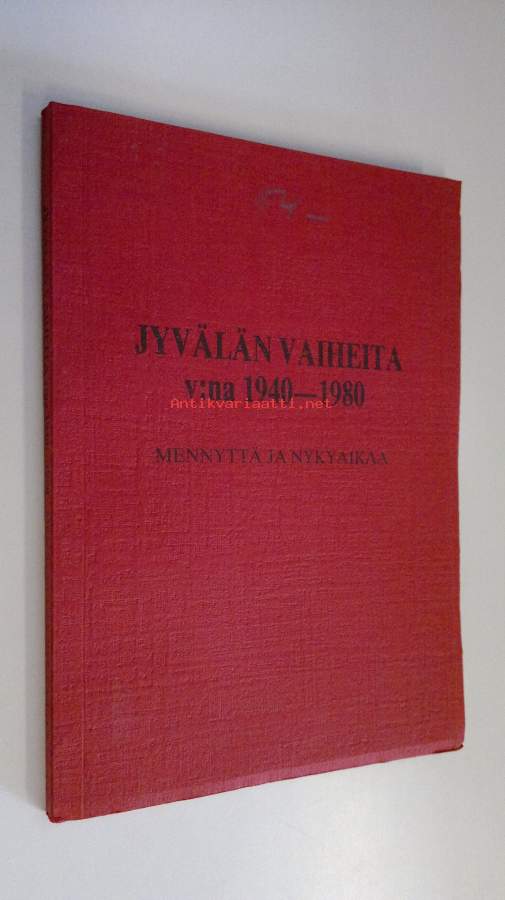 JYVÄLÄN VAIHEITA
v:na 1940—1980
Antikvariaatti.net
MENNYTTÄ JA NYKYAIKAA